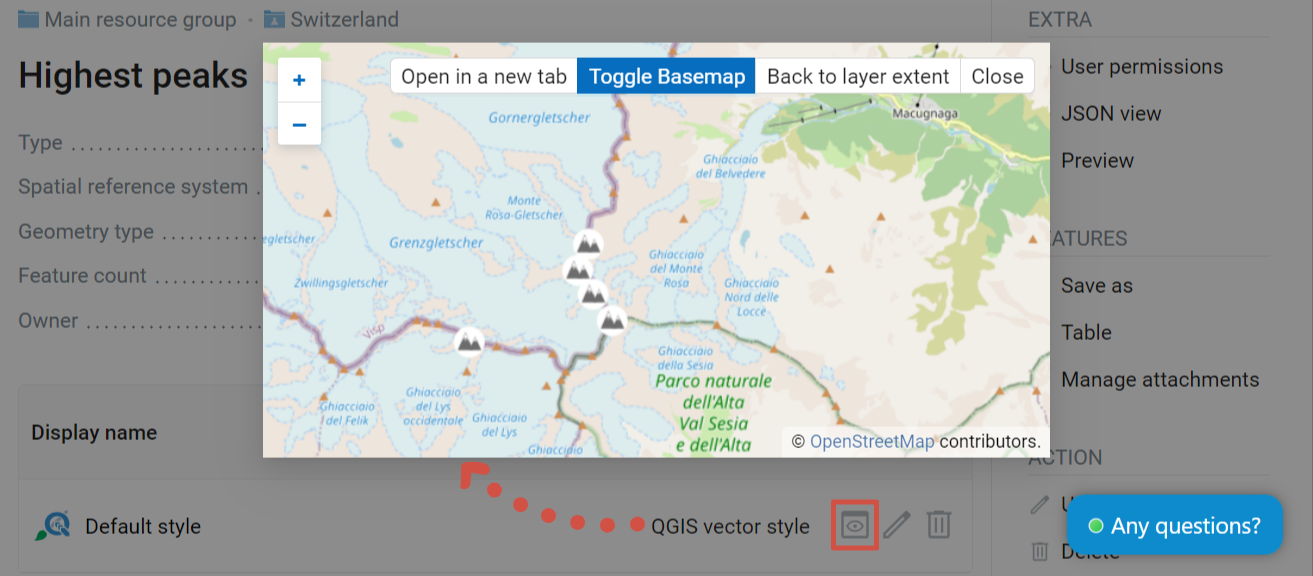 Main resource group • Switzerland
Highest peaks
Type
Spatial reference system
Geometry type
Feature count
Owner
Display name
Default style
QGIS vector style
+
−
Open in a new tab
Toggle Basemap
Back to layer extent
Close
Gornergletscher
Macugnaga
Ghiacciaio
del Belvedere
Monte
Rosa-Gletscher
Grenzgletscher
egletscher
Zwillingsgletscher
Ghiacciaio
del Monte
Rosa
Ghiacciaio
Nord delle
Locce
Visp
Ghiacciaio
della Sesia
Parco naturale
dell'Alta
Val Sesia
e dell'Alta
Ghiacciaio
del Felik
Ghiacciaio
del Lys
occidentale
Ghiacciaio
del Lys
Ghiacciaio
© OpenStreetMap contributors.
EXTRA
User permissions
JSON view
Preview
ATURES
Save as
Table
Manage attachments
ACTION
Delete
Any questions?